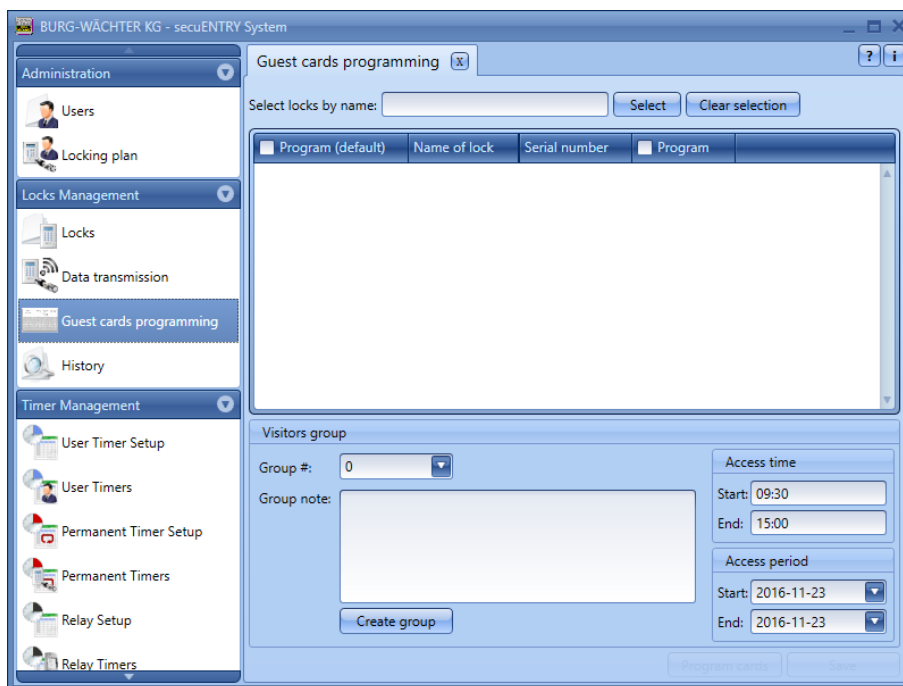 BURG-WÄCHTER KG - secuENTRY System
Administration
Users
Locking plan
Locks Management
Locks
Data transmission
Guest cards programming
History
Timer Management
User Timer Setup
User Timers
Permanent Timer Setup
Permanent Timers
Relay Setup
Relay Timers
Guest cards programming x
? i
Select locks by name: Select Clear selection
Program (default) Name of lock Serial number Program
Visitors group
Group #: 0
Group note:
Create group
Access time
Start: 09:30
End: 15:00
Access period
Start: 2016-11-23
End: 2016-11-23
Program cards Save